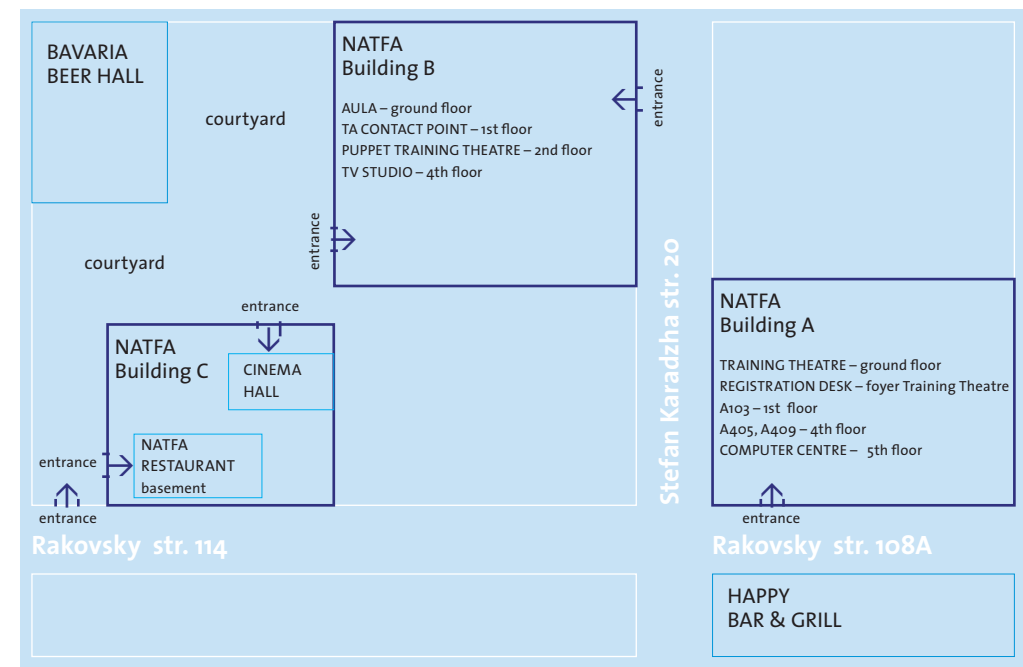 BAVARIA
BEER HALL
courtyard
NATFA
Building B
AULA – ground floor
TA CONTACT POINT – 1st floor
PUPPET TRAINING THEATRE – 2nd floor
TV STUDIO – 4th floor
entrance
entrance
courtyard
Stefan Karadzha str. 20
entrance
NATFA
Building C
CINEMA
HALL
NATFA
RESTAURANT
basement
entrance
entrance
Rakovsky str. 114
NATFA
Building A
TRAINING THEATRE – ground floor
REGISTRATION DESK – foyer Training Theatre
A103 – 1st floor
A405, A409 – 4th floor
COMPUTER CENTRE – 5th floor
entrance
Rakovsky str. 108A
HAPPY
BAR & GRILL